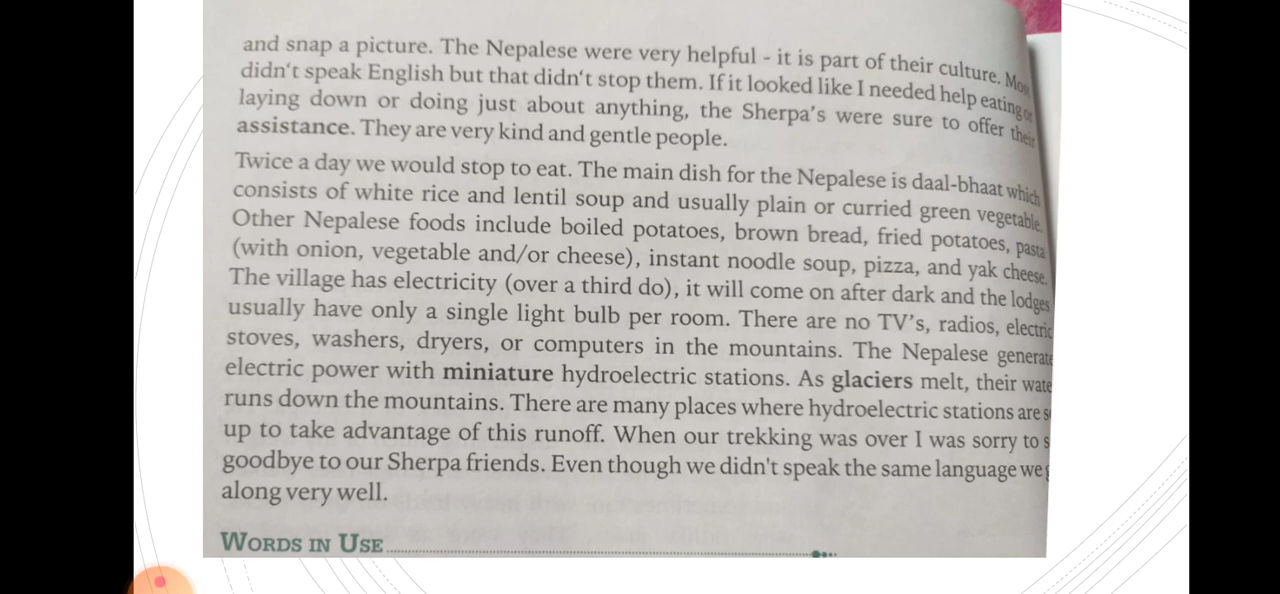 and snap a picture. The Nepalese were very helpful - it is part of their culture.
didn't speak English but that didn't stop them. If it looked like I needed help eating or
laying down or doing just about anything, the Sherpa's were sure to offer their
assistance. They are very kind and gentle people.
Twice a day we would stop to eat. The main dish for the Nepalese is daal-bhaat which
consists of white rice and lentil soup and usually plain or curried green vegetable.
Other Nepalese foods include boiled potatoes, brown bread, fried potatoes, pasta
(with onion, vegetable and/or cheese), instant noodle soup, pizza, and yak cheese.
The village has electricity (over a third do), it will come on after dark and the lodges
usually have only a single light bulb per room. There are no TV's, radios, electric
stoves, washers, dryers, or computers in the mountains. The Nepalese generate
electric power with miniature hydroelectric stations. As glaciers melt, their
runs down the mountains. There are many places where hydroelectric stations are
up to take advantage of this runoff. When our trekking was over I was sorry to
goodbye to our Sherpa friends. Even though we didn't speak the same language we
along very well.
WORDS IN USE